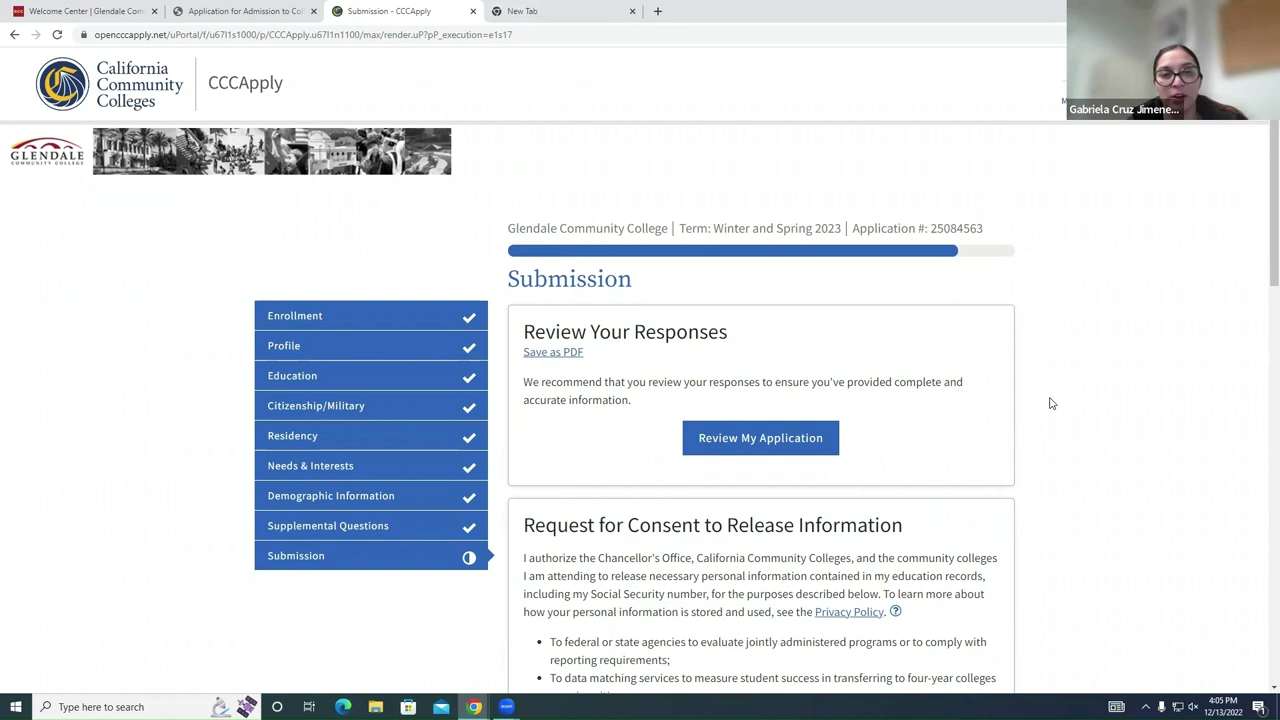 Welcome Center | Glendale Com
Application for Admission to Coll
Submission - CCCApply
New Tab
opencccapply.net/uPortal/f/u67l1s1000/p/CCCApply.u67l1n1100/max/render.uP?pP_execution=e1s17
California
Community
Colleges
CCCApply
Gabriela Cruz Jimene...
GLENDALE
COMMUNITY COLLEGE
Glendale Community College | Term: Winter and Spring 2023 | Application #: 25084563
Submission
Enrollment
Profile
Education
Citizenship/Military
Residency
Needs & Interests
Demographic Information
Supplemental Questions
Submission
Review Your Responses
Save as PDF
We recommend that you review your responses to ensure you've provided complete and
accurate information.
Review My Application
Request for Consent to Release Information
I authorize the Chancellor's Office, California Community Colleges, and the community colleges
I am attending to release necessary personal information contained in my education records,
including my Social Security number, for the purposes described below. To learn more about
how your personal information is stored and used, see the Privacy Policy.
• To federal or state agencies to evaluate jointly administered programs or to comply with
reporting requirements;
• To data matching services to measure student success in transferring to four-year colleges
Type here to search
zoom
4:05 PM
12/13/2022
1